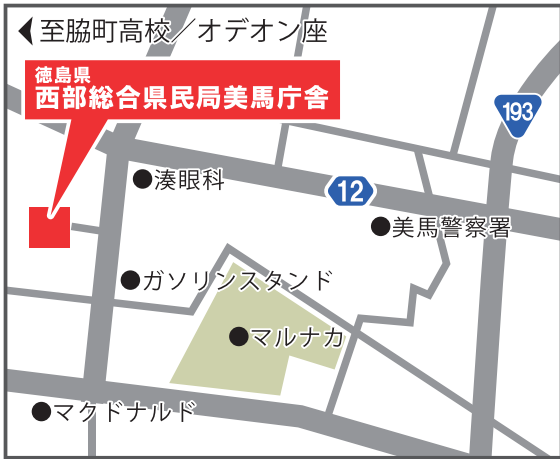 至脇町高校／オデオン座
徳島県
西部総合県民局美馬庁舎
193
湊眼科
12
美馬警察署
ガソリンスタンド
マルナカ
マクドナルド